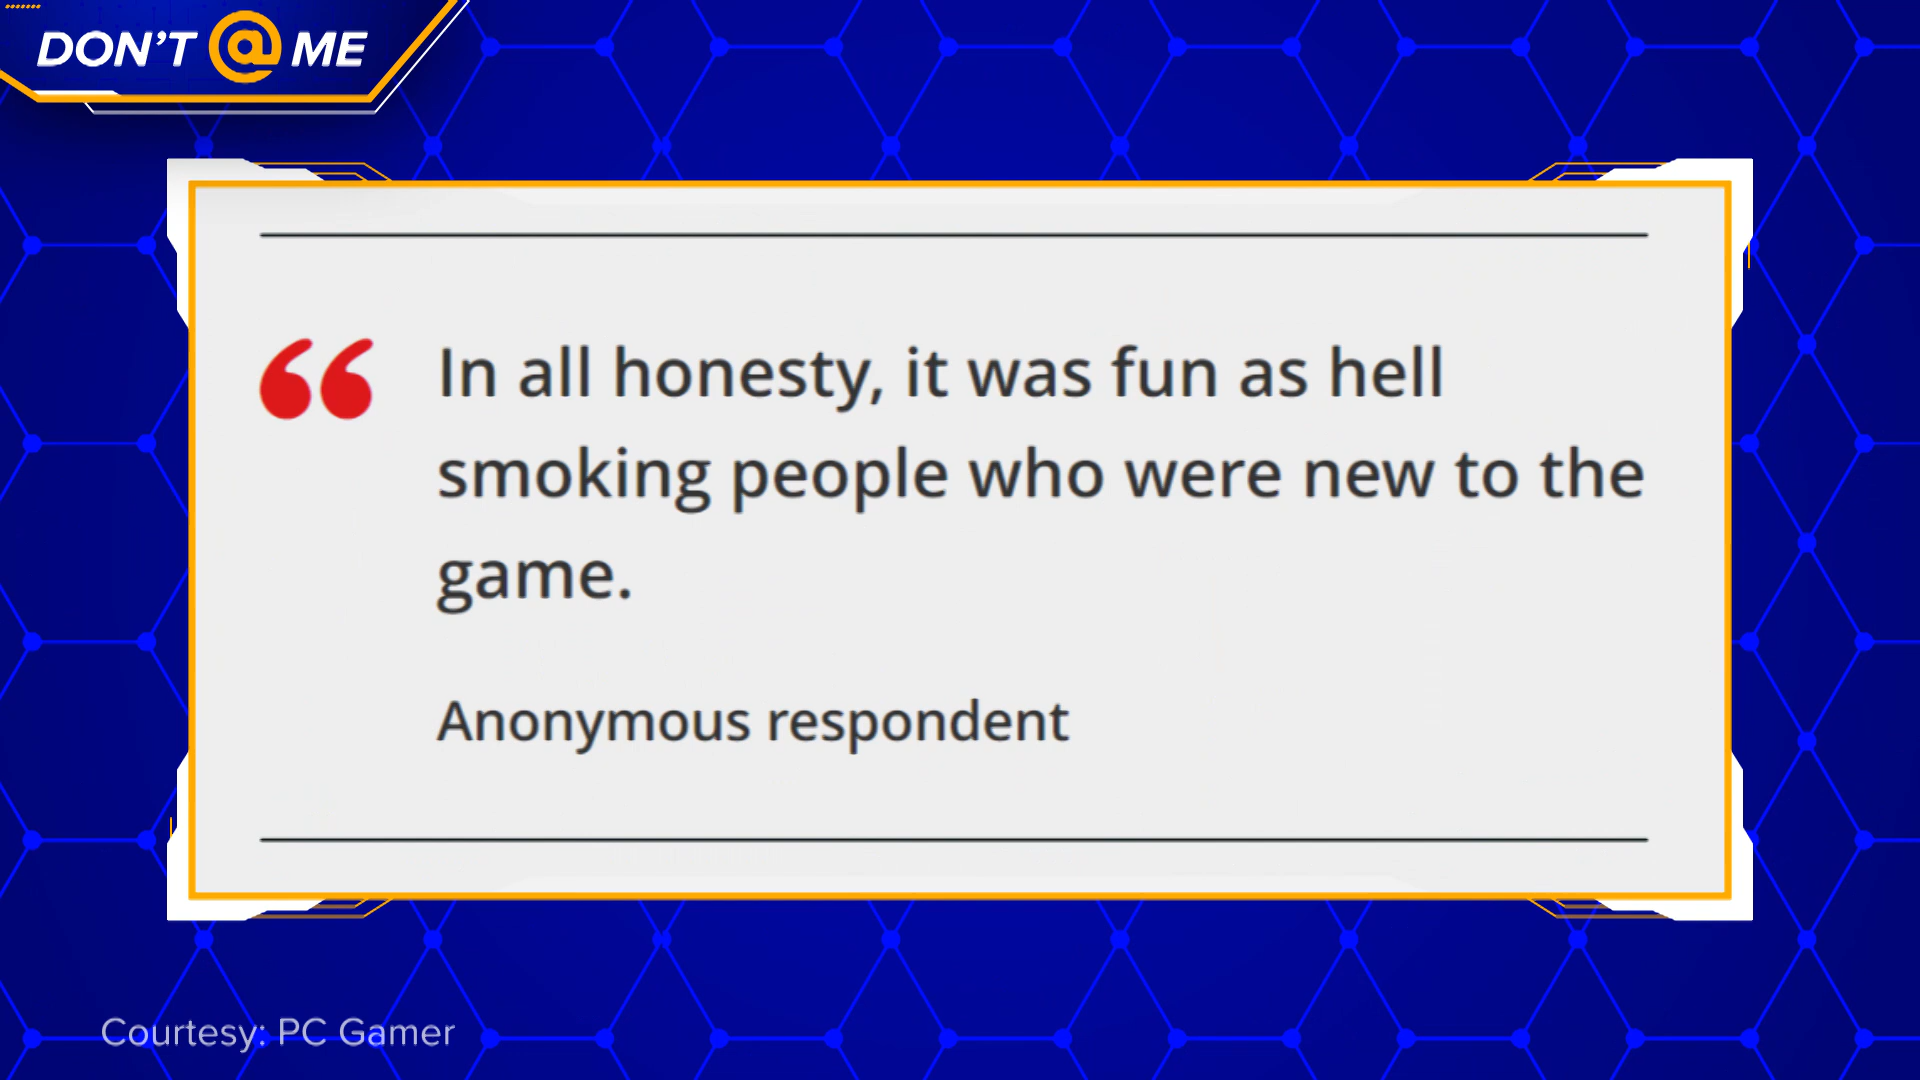 DON'T @ ME
“
In all honesty, it was fun as hell
smoking people who were new to the
game.
Anonymous respondent
Courtesy: PC Gamer